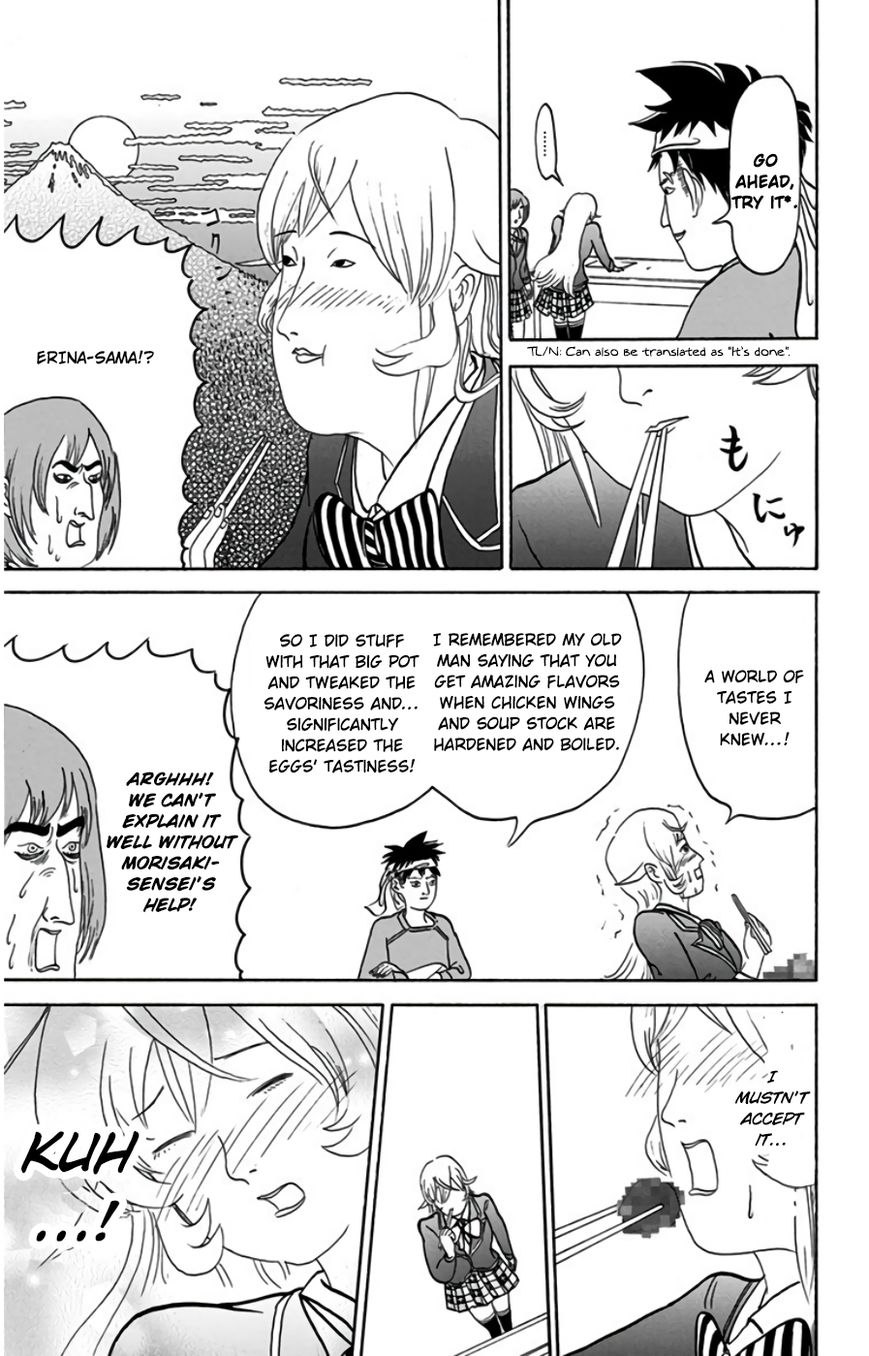 GO
AHEAD,
TRY IT*.
........
TL/N: Can also be translated as "It's done".
もにゅ
コクン
ERINA-SAMA!?
A WORLD OF
TASTES I
NEVER
KNEW...!
I REMEMBERED MY OLD
MAN SAYING THAT YOU
GET AMAZING FLAVORS
WHEN CHICKEN WINGS
AND SOUP STOCK ARE
HARDENED AND BOILED.
SO I DID STUFF
WITH THAT BIG POT
AND TWEAKED THE
SAVORINESS AND...
SIGNIFICANTLY
INCREASED THE
EGGS' TASTINESS!
ARGHHH!
WE CAN'T
EXPLAIN IT
WELL WITHOUT
MORISAKI-
SENSEI'S
HELP!
I
MUSTN'T
ACCEPT
IT...
KUH
...!